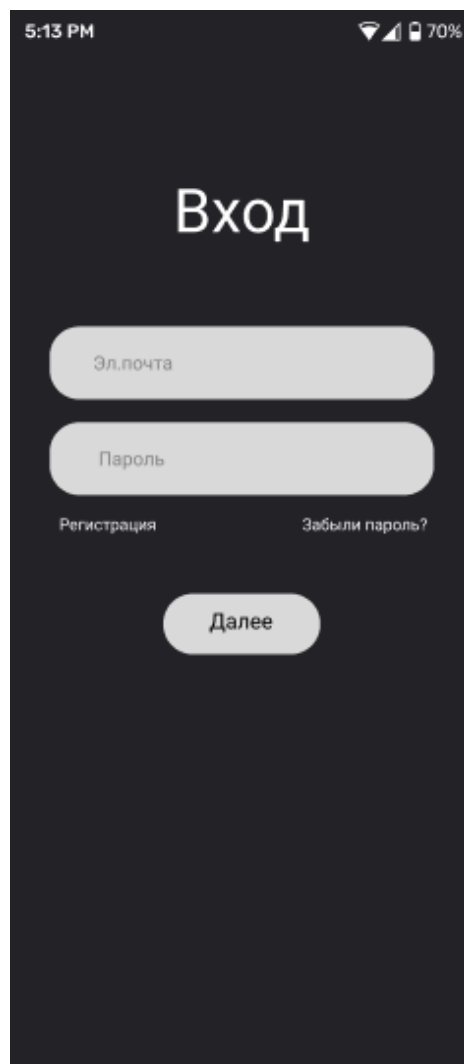 5:13 PM 70%
Вход
Эл.почта
Пароль
Регистрация Забыли пароль?
Далее